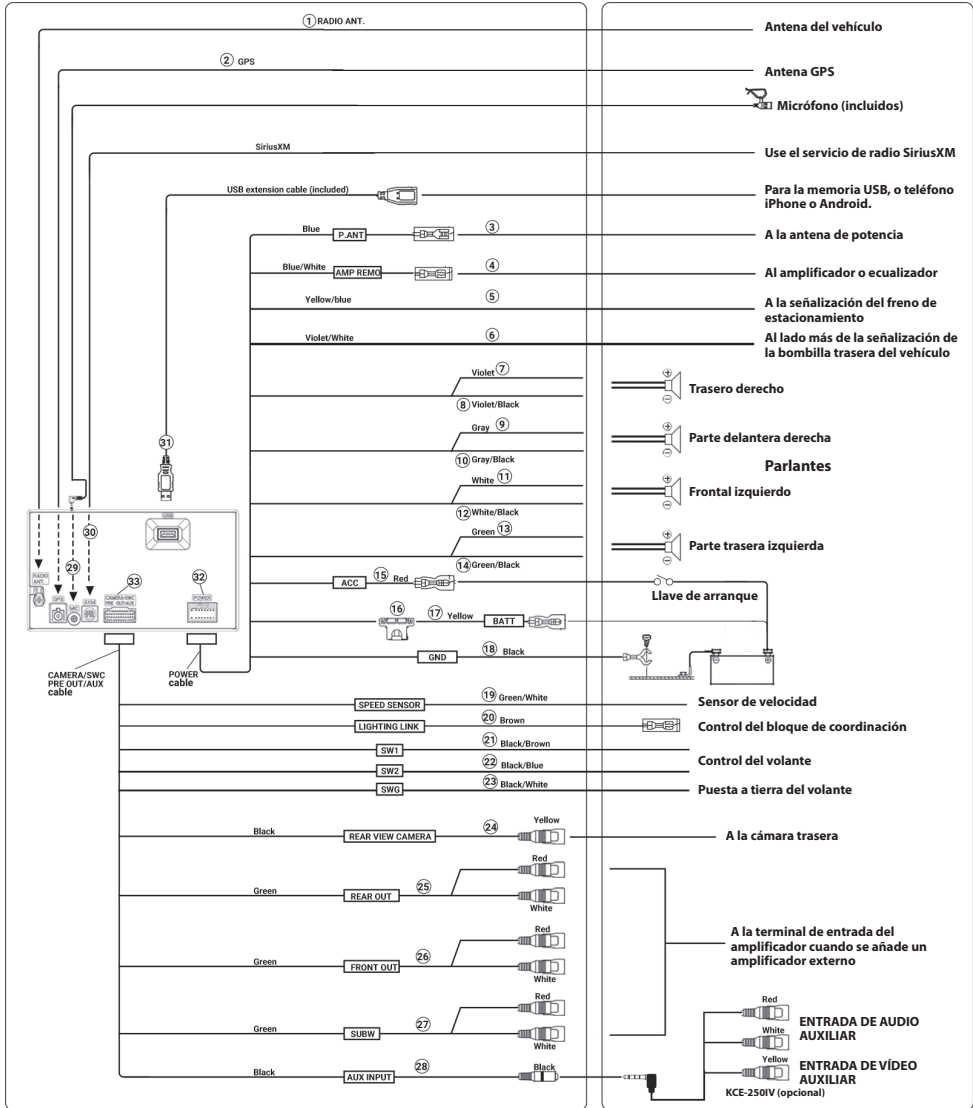 ① RADIO ANT.
Antena del vehículo
② GPS
Antena GPS
Micrófono (incluidos)
SiriusXM
Use el servicio de radio SiriusXM
USB extension cable (included)
Para la memoria USB, o teléfono
iPhone o Android.
Blue
P.ANT
③
A la antena de potencia
Blue/White
AMP REMO
④
Al amplificador o ecualizador
Yellow/blue
⑤
A la señalización del freno de
estacionamiento
Violet/White
⑥
Al lado más de la señalización de
la bombilla trasera del vehículo
Violet ⑦
⑧ Violet/Black
Trasero derecho
Gray ⑨
⑩ Gray/Black
Parte delantera derecha
Parlantes
White ⑪
⑫ White/Black
Frontal izquierdo
Green ⑬
⑭ Green/Black
Parte trasera izquierda
㉛
USB
㉚
㉙
㉝
㉜
RADIO
ANT.
GPS
MIC
SXM
CAMERA/SWC
PRE OUT/AUX
POWER
ACC
⑮ Red
Llave de arranque
⑯
⑰ Yellow
BATT
GND
⑱ Black
CAMERA/SWC
PRE OUT/AUX
cable
POWER
cable
SPEED SENSOR
⑲ Green/White
Sensor de velocidad
LIGHTING LINK
⑳ Brown
Control del bloque de coordinación
SW1
㉑ Black/Brown
Control del volante
SW2
㉒ Black/Blue
SWG
㉓ Black/White
Puesta a tierra del volante
Black
REAR VIEW CAMERA
㉔
Yellow
A la cámara trasera
Green
REAR OUT
㉕
Red
White
A la terminal de entrada del
amplificador cuando se añade un
amplificador externo
Green
FRONT OUT
㉖
Red
White
Green
SUBW
㉗
Red
White
Black
AUX INPUT
㉘
Black
Red
White
ENTRADA DE AUDIO
AUXILIAR
Yellow
ENTRADA DE VÍDEO
AUXILIAR
KCE-250IV (opcional)